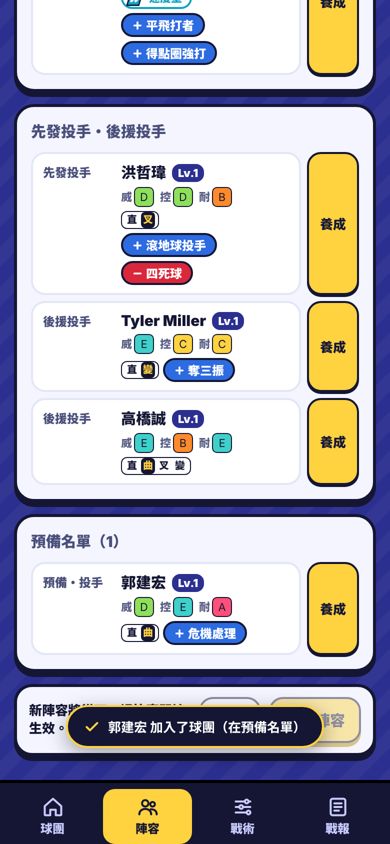 ＋ 平飛打者
＋ 得點圈強打
養成
先發投手・後援投手
先發投手 洪哲瑋 Lv.1
威 D 控 D 耐 B
直 叉
＋ 滾地球投手
− 四死球
養成
後援投手 Tyler Miller Lv.1
威 E 控 C 耐 C
直 變 ＋ 奪三振
養成
後援投手 高橋誠 Lv.1
威 E 控 B 耐 E
直 曲 叉 變
養成
預備名單（1）
預備・投手 郭建宏 Lv.1
威 D 控 E 耐 A
直 曲 ＋ 危機處理
養成
新陣容
生效。
陣容
郭建宏 加入了球團（在預備名單）
球團 陣容 戰術 戰報